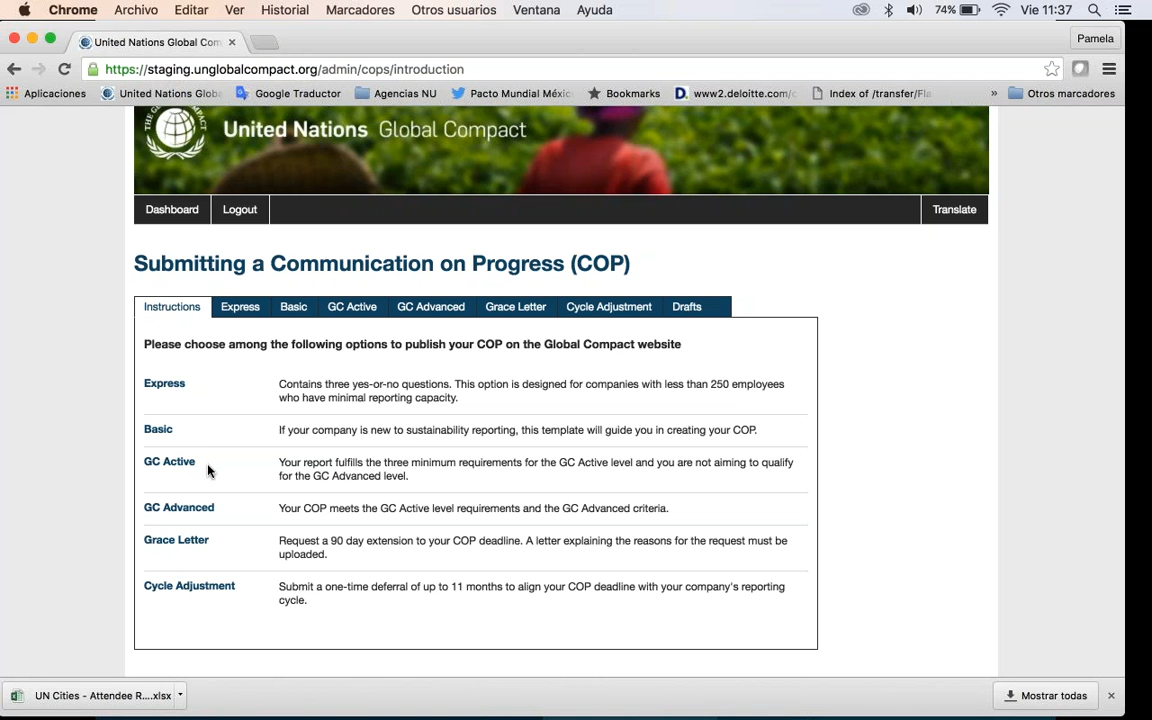 Chrome Archivo Editar Ver Historial Marcadores Otros usuarios Ventana Ayuda 74% Vie 11:37
United Nations Global Com Pamela
https://staging.unglobalcompact.org/admin/cops/introduction
Aplicaciones United Nations Globa Google Traductor Agencias NU Pacto Mundial Méxic Bookmarks www2.deloitte.com/ Index of /transfer/Fla » Otros marcadores
THE GLOBAL COMPACT
United Nations Global Compact
Dashboard Logout Translate
Submitting a Communication on Progress (COP)
Instructions Express Basic GC Active GC Advanced Grace Letter Cycle Adjustment Drafts
Please choose among the following options to publish your COP on the Global Compact website
Express Contains three yes-or-no questions. This option is designed for companies with less than 250 employees
who have minimal reporting capacity.
Basic If your company is new to sustainability reporting, this template will guide you in creating your COP.
GC Active Your report fulfills the three minimum requirements for the GC Active level and you are not aiming to qualify
for the GC Advanced level.
GC Advanced Your COP meets the GC Active level requirements and the GC Advanced criteria.
Grace Letter Request a 90 day extension to your COP deadline. A letter explaining the reasons for the request must be
uploaded.
Cycle Adjustment Submit a one-time deferral of up to 11 months to align your COP deadline with your company's reporting
cycle.
UN Cities - Attendee R....xlsx Mostrar todas